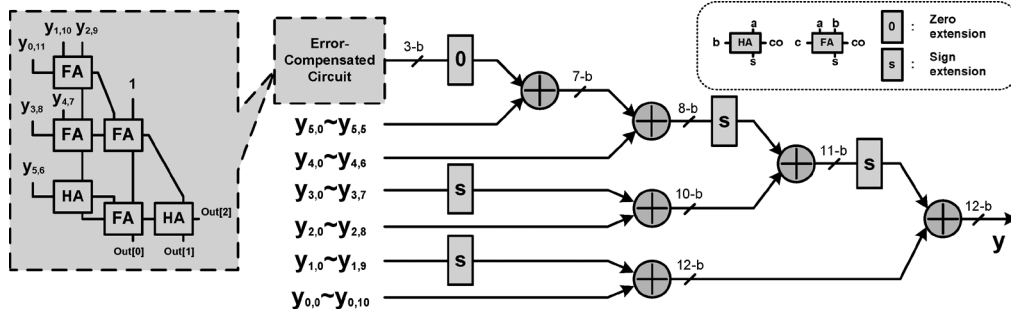 y1,10 y2,9
y0,11
FA
1
y3,8
y4,7
FA
FA
y5,6
HA
FA
HA
Out[2]
Out[0]
Out[1]
Error-
Compensated
Circuit
3-b
0
7-b
y5,0~y5,5
8-b
s
y4,0~y4,6
11-b
s
y3,0~y3,7
s
10-b
y2,0~y2,8
12-b
y
y1,0~y1,9
s
12-b
y0,0~y0,10
a
b
HA
co
s
a b
c
FA
co
s
0 : Zero
extension
s : Sign
extension